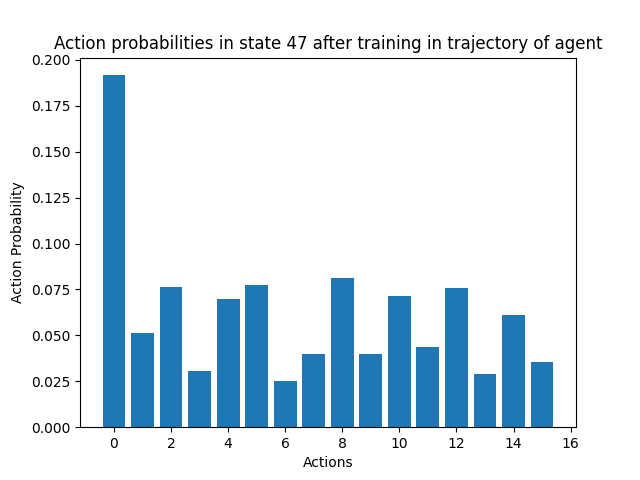 Action probabilities in state 47 after training in trajectory of agent
0.200
0.175
0.150
0.125
0.100
0.075
0.050
0.025
0.000
Action Probability
0 2 4 6 8 10 12 14 16
Actions